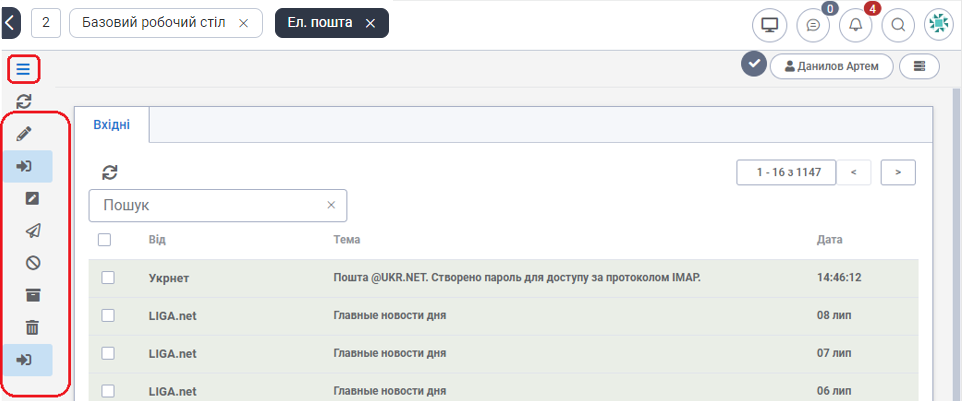 2 Базовий робочий стіл × Ел. пошта × 0 4
Данилов Артем
Вхідні
1 - 16 з 1147 < >
Пошук ×
Від Тема Дата
Укрнет Пошта @UKR.NET. Створено пароль для доступу за протоколом IMAP. 14:46:12
LIGA.net Главные новости дня 08 лип
LIGA.net Главные новости дня 07 лип
LIGA.net Главные новости дня 06 лип